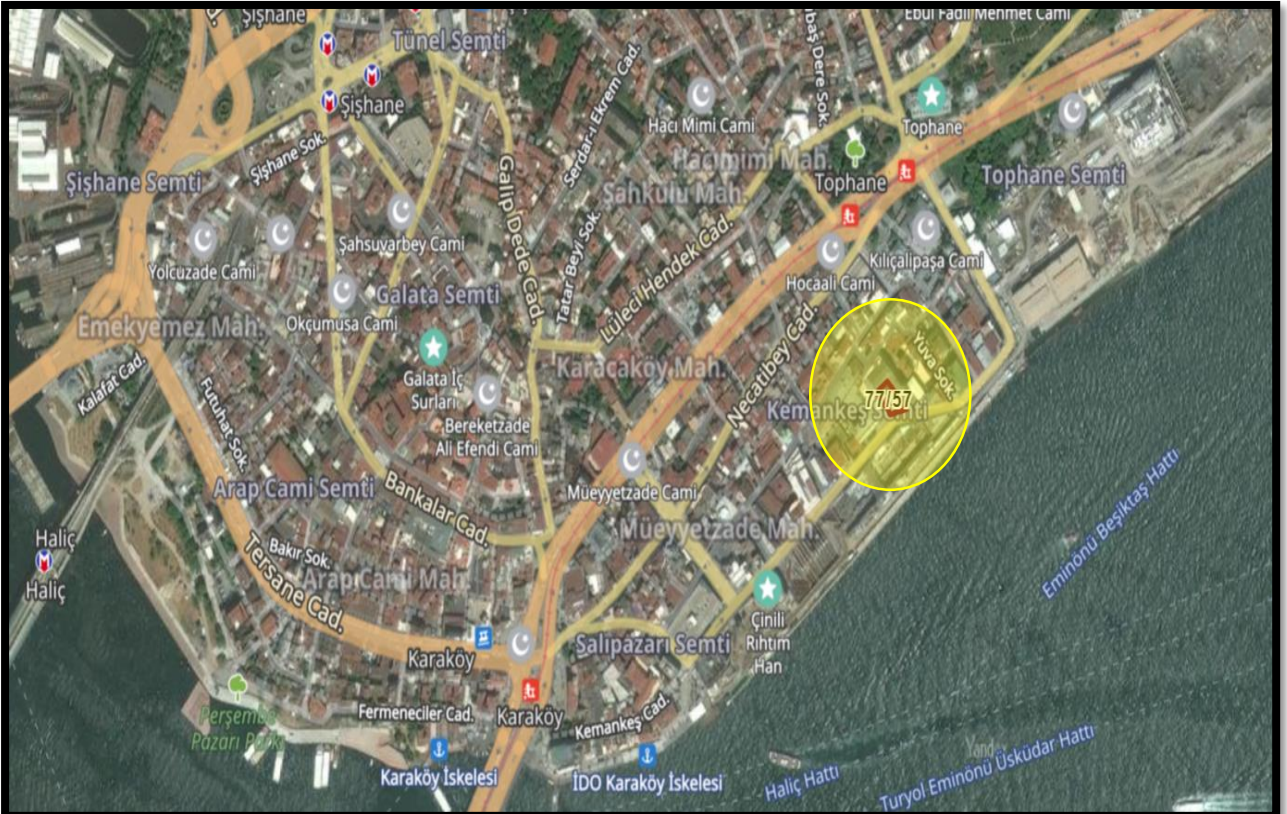 Şişhane
Ebul Fadıl Mehmet Cami
Tünel Semti
Şişhane
Serdar-ı Ekrem Cad.
Hacı Mimi Cami
Tophane
Şişhane Sok.
Hacımimi Mah.
Şişhane Semti
Galip Dede Cad.
Şahkulu Mah.
Tophane
Tophane Semti
Şahsuvarbey Cami
Yolcuzade Cami
Tatar Beyi Sok.
Lüleci Hendek Cad.
Kılıçalipaşa Cami
Hocaali Cami
Galata Semti
Okçumusa Cami
Emekyemez Mah.
Necatibey Cad.
Yuva Sok.
Kalafat Cad.
Galata İç
Surları
Karacaköy Mah.
77/57
Kemankeş Semti
Futuhat Sok.
Bereketzade
Ali Efendi Cami
Arap Cami Semti
Bankalar Cad.
Müeyyetzade Cami
Müeyyetzade Mah.
Eminönü Beşiktaş Hattı
Haliç
Haliç
Bakır Sok.
Tersane Cad.
Arap Cami Mah.
Çinili
Rıhtım
Han
Salıpazarı Semti
Karaköy
Perşembe
Pazarı Parkı
Fermeneciler Cad.
Karaköy
Kemankeş Cad.
Karaköy İskelesi
İDO Karaköy İskelesi
Haliç Hattı
Turyol Eminönü Üsküdar Hattı